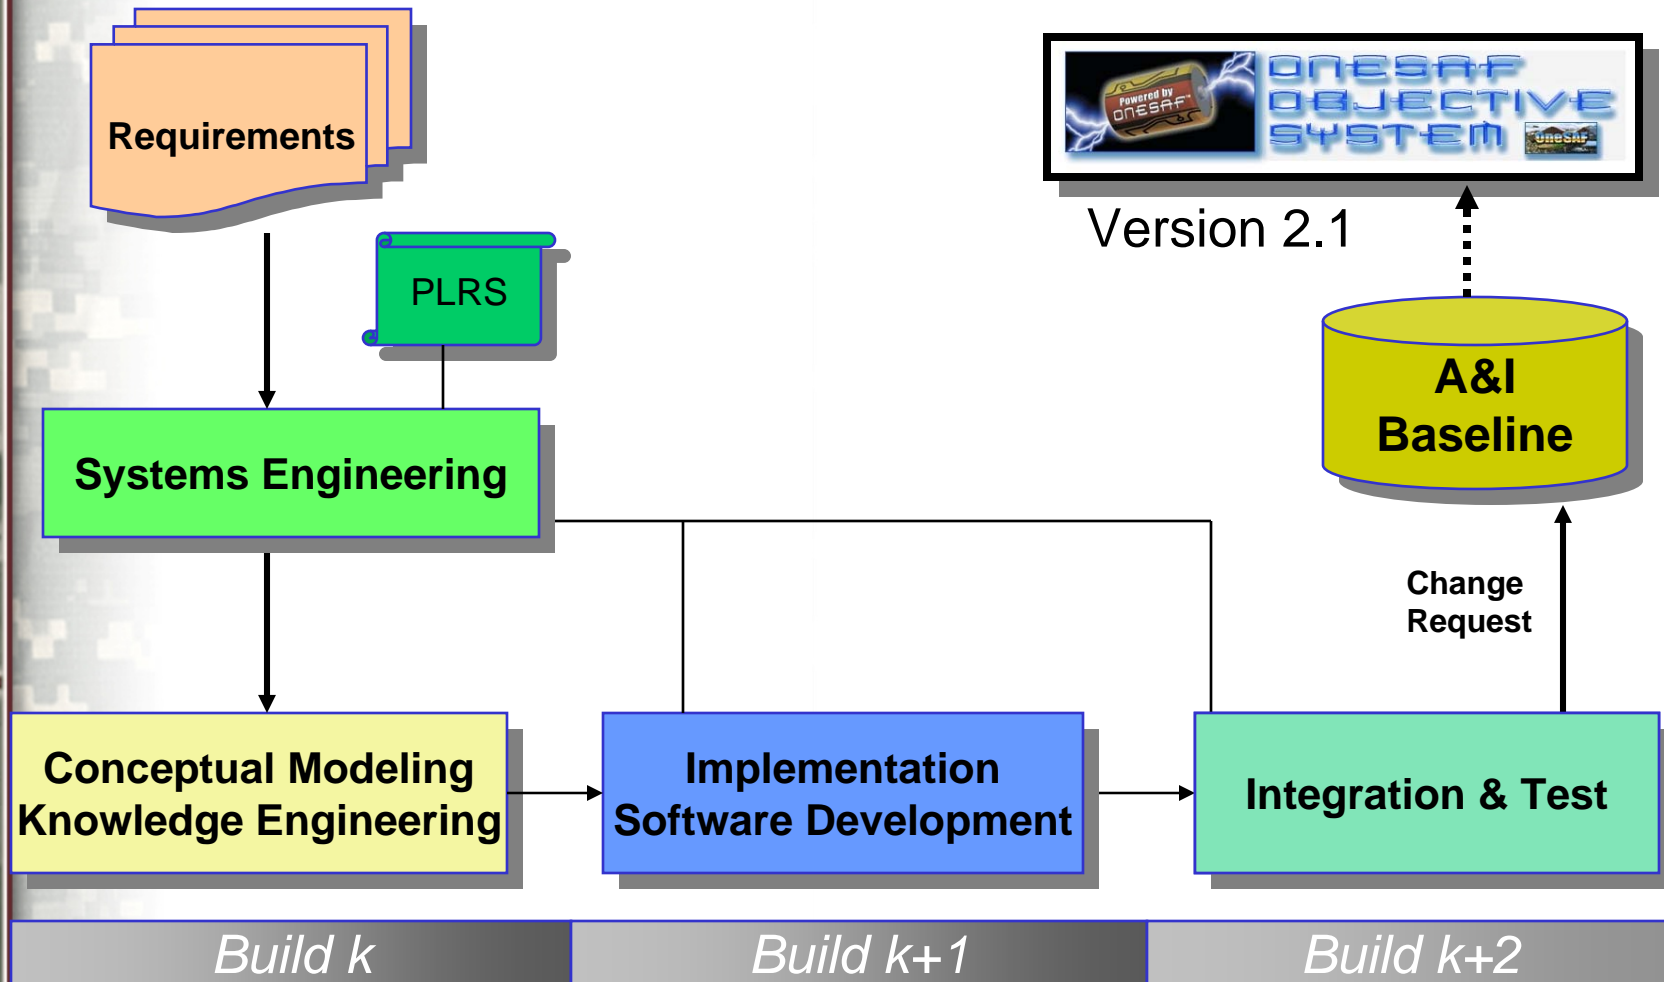 Requirements
Powered by
ONESAF™
ONESAF
OBJECTIVE
SYSTEM
OneSAF
Version 2.1
PLRS
A&I
Baseline
Systems Engineering
Change
Request
Conceptual Modeling
Knowledge Engineering
Implementation
Software Development
Integration & Test
Build k
Build k+1
Build k+2